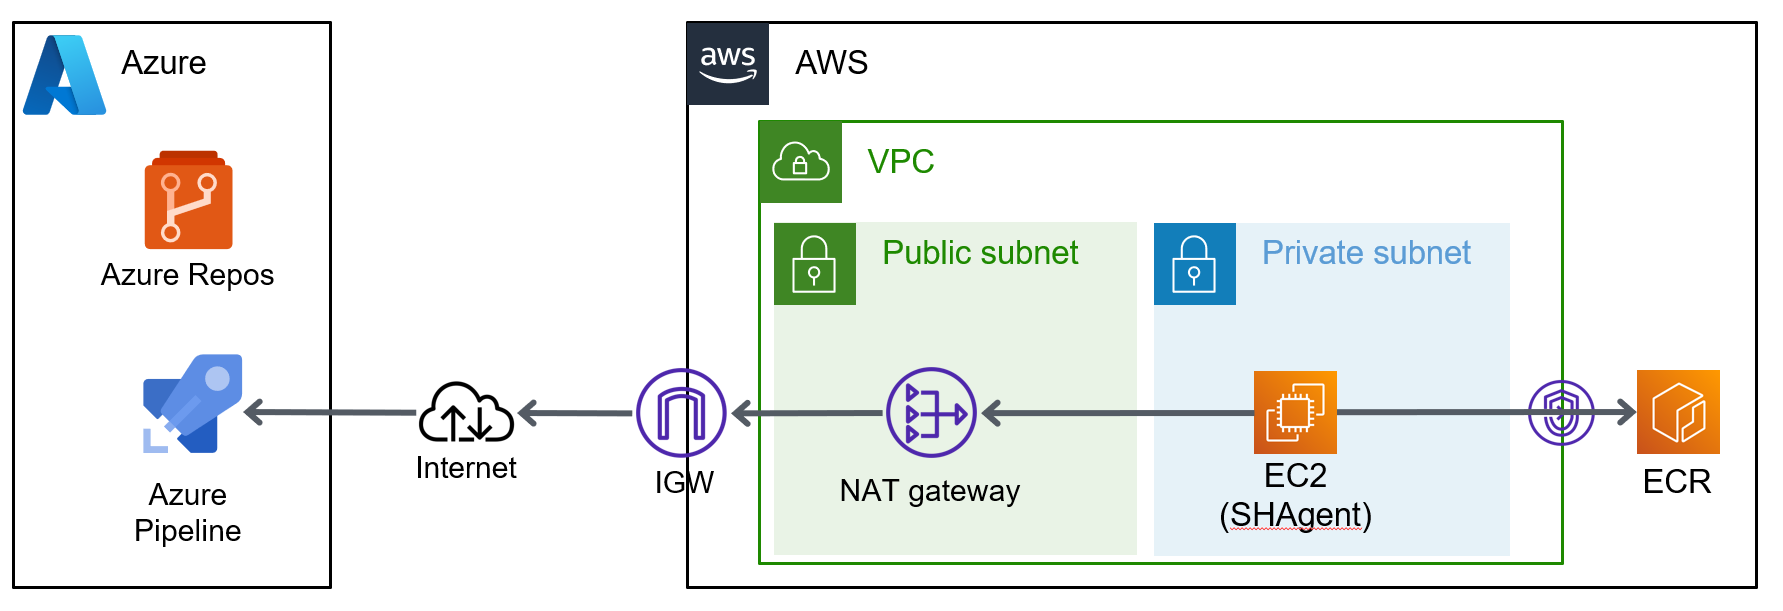 Azure
aws
AWS
VPC
Azure Repos
Public subnet
Private subnet
Internet
IGW
NAT gateway
EC2
(SHAgent)
ECR
Azure
Pipeline